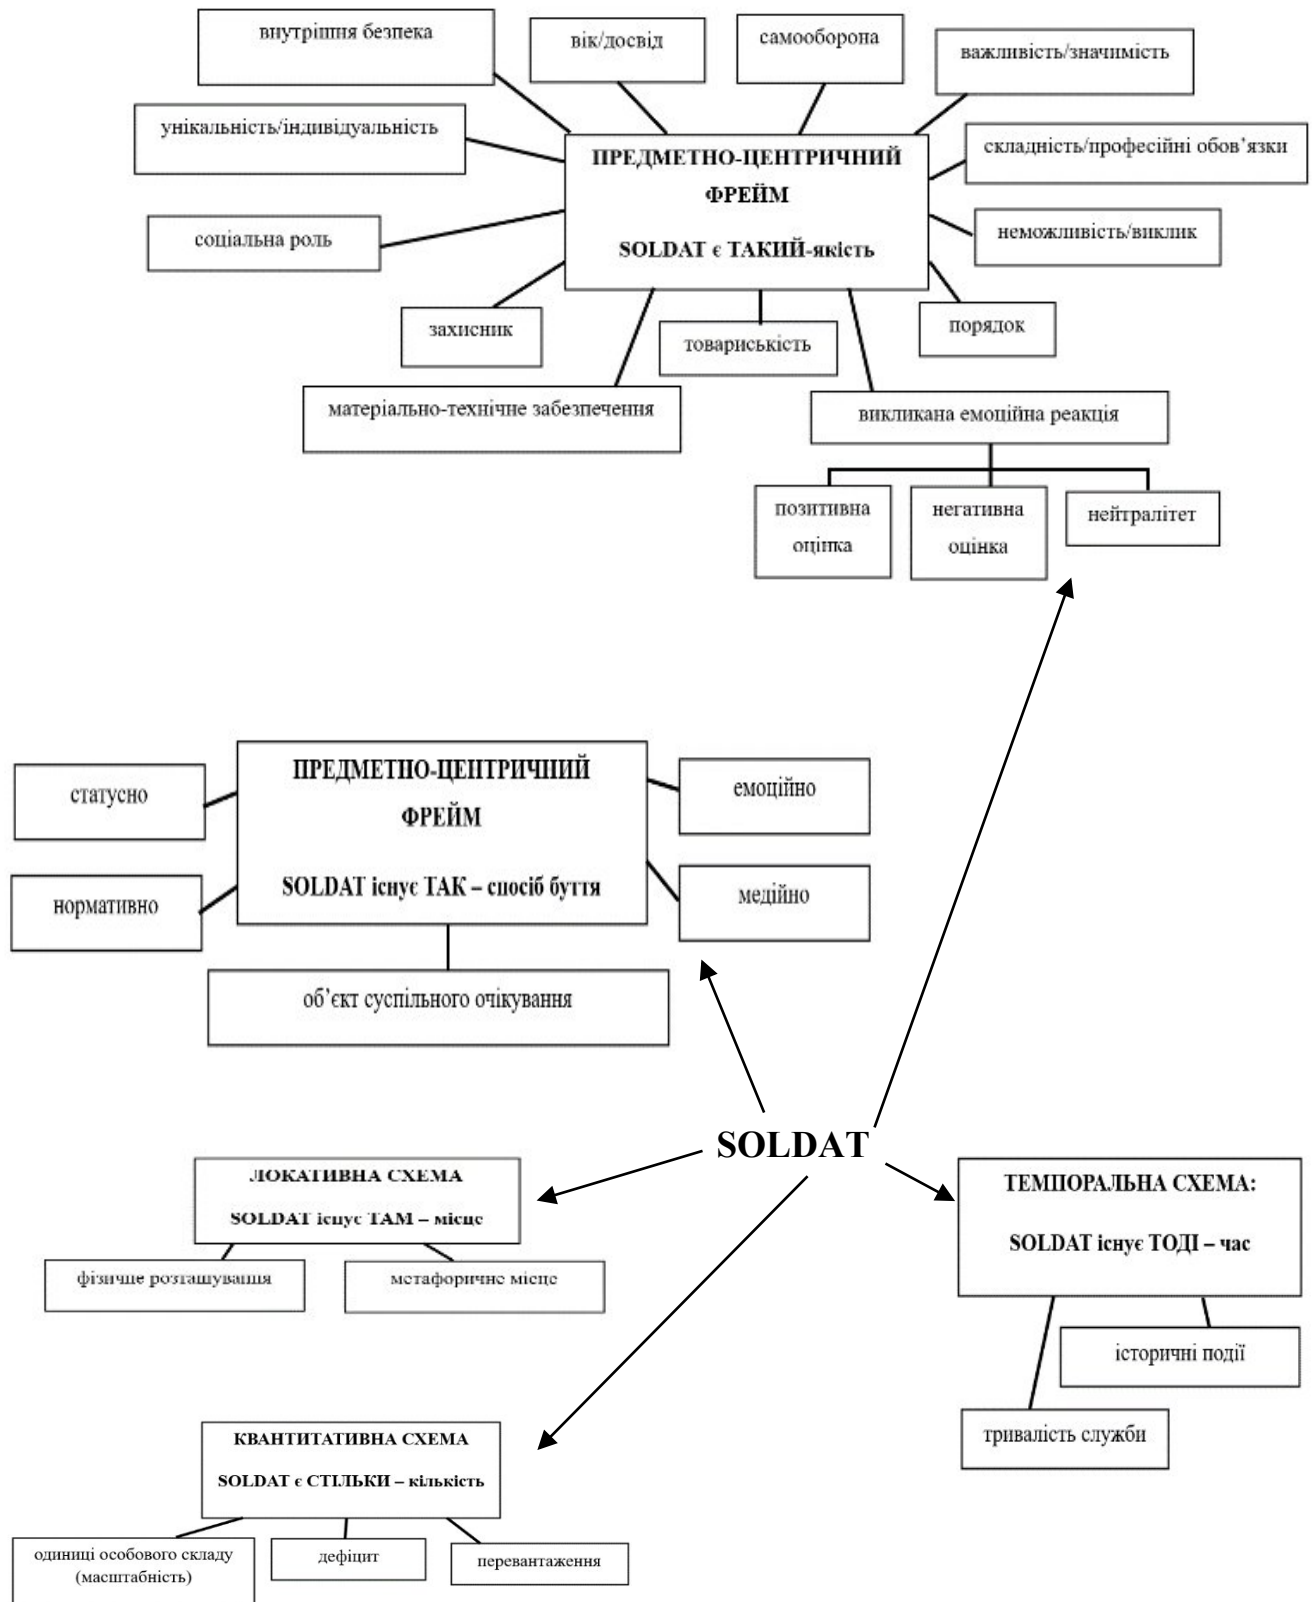 внутрішня безпека
вік/досвід
самооборона
важливість/значимість
унікальність/індивідуальність
ПРЕДМЕТНО-ЦЕНТРИЧНИЙ
ФРЕЙМ
SOLDAT є ТАКИЙ-якість
складність/професійні обов’язки
соціальна роль
неможливість/виклик
захисник
товариськість
порядок
матеріально-технічне забезпечення
викликана емоційна реакція
позитивна
оцінка
негативна
оцінка
нейтралітет
ПРЕДМЕТНО-ЦЕНТРИЧНИЙ
ФРЕЙМ
SOLDAT існує ТАК – спосіб буття
статусно
емоційно
нормативно
медійно
об’єкт суспільного очікування
SOLDAT
ЛОКАТИВНА СХЕМА
SOLDAT існує ТАМ – місце
фізичне розташування
метафоричне місце
ТЕМПОРАЛЬНА СХЕМА:
SOLDAT існує ТОДІ – час
історичні події
тривалість служби
КВАНТИТАТИВНА СХЕМА
SOLDAT є СТІЛЬКИ – кількість
одиниці особового складу
(масштабність)
дефіцит
перевантаження